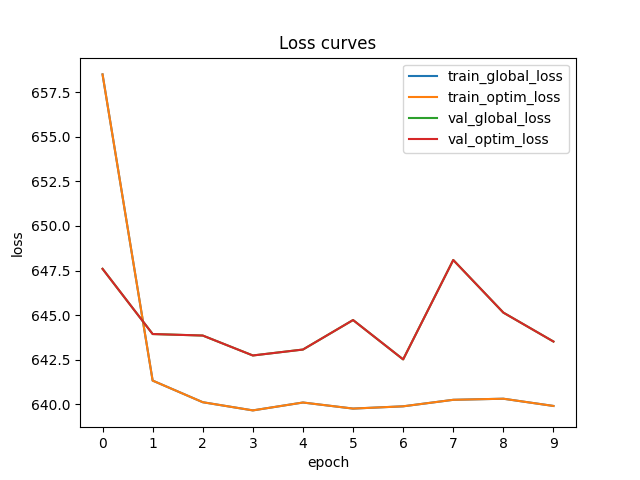 Loss curves
train_global_loss
train_optim_loss
val_global_loss
val_optim_loss
657.5
655.0
652.5
650.0
647.5
645.0
642.5
640.0
loss
0 1 2 3 4 5 6 7 8 9
epoch